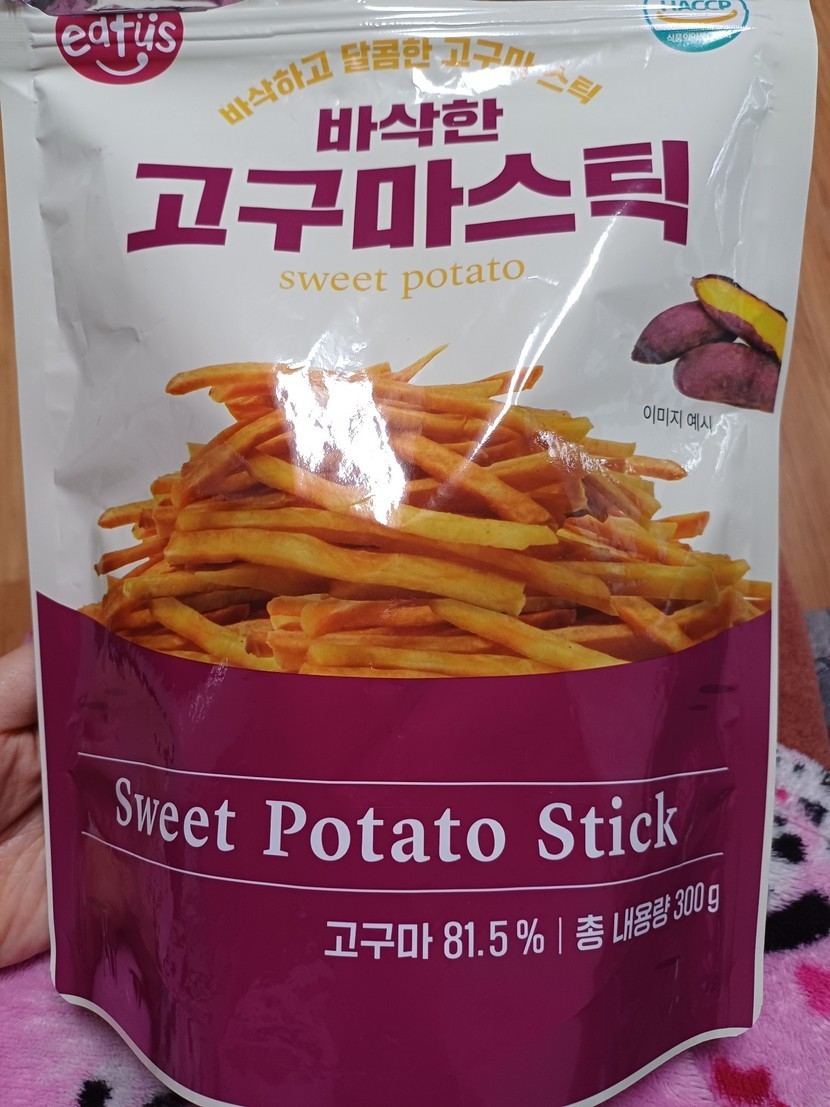 eatüs
HACCP
바삭하고 달콤한 고구마 스틱
바삭한
고구마스틱
sweet potato
이미지 예시
Sweet Potato Stick
고구마 81.5% | 총 내용량 300g